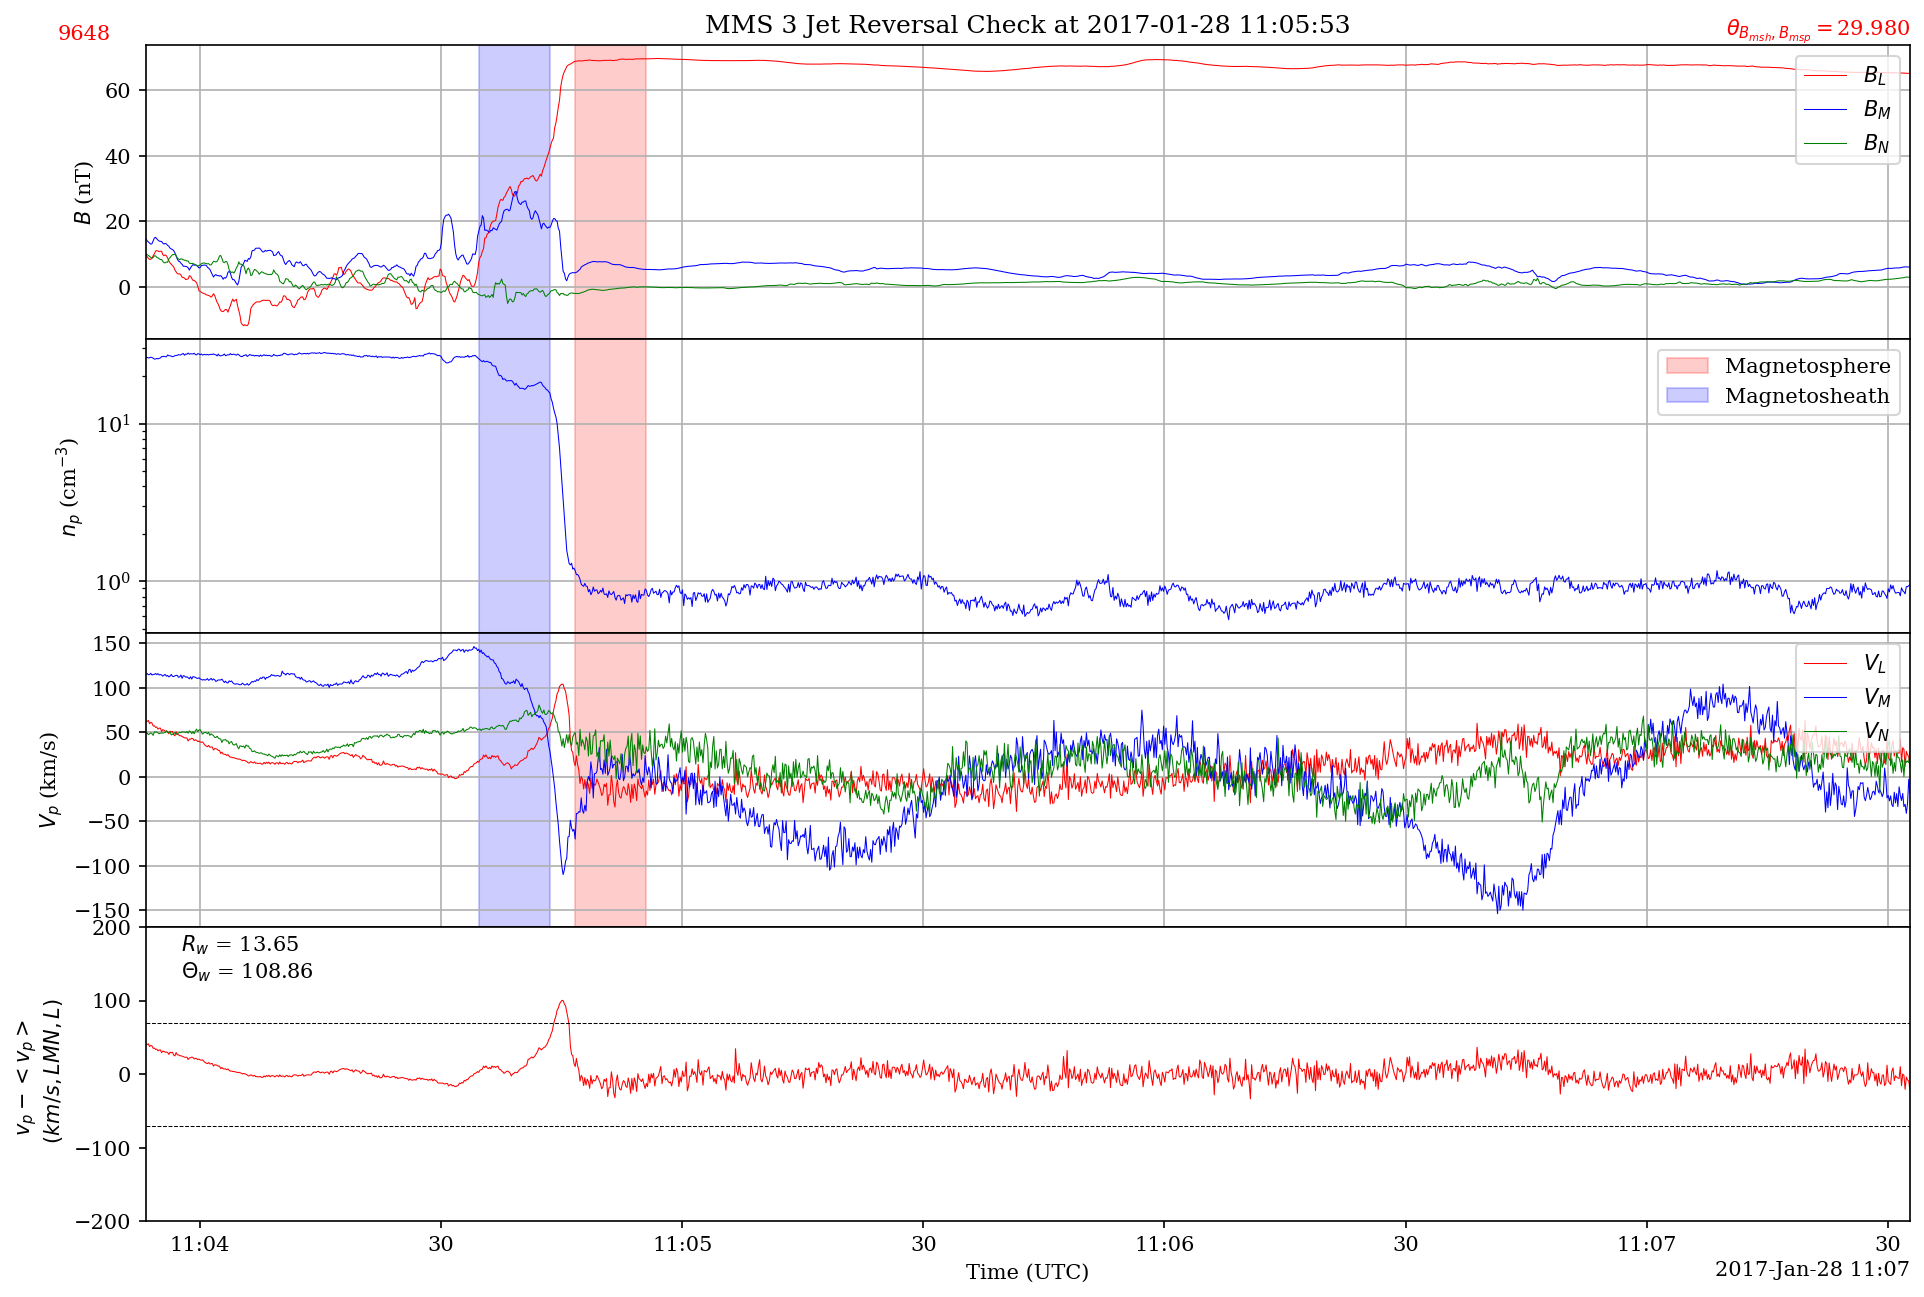 9648
MMS 3 Jet Reversal Check at 2017-01-28 11:05:53
θ_{B_{msh}, B_{msp}} = 29.980
60
40
20
0
B (nT)
B_L
B_M
B_N
10^1
10^0
n_p (cm^{−3})
Magnetosphere
Magnetosheath
150
100
50
0
−50
−100
−150
V_p (km/s)
V_L
V_M
V_N
200
100
0
−100
−200
v_p − < v_p >
(km/s, LMN, L)
R_w = 13.65
Θ_w = 108.86
11:04
30
11:05
30
11:06
30
11:07
30
Time (UTC)
2017-Jan-28 11:07